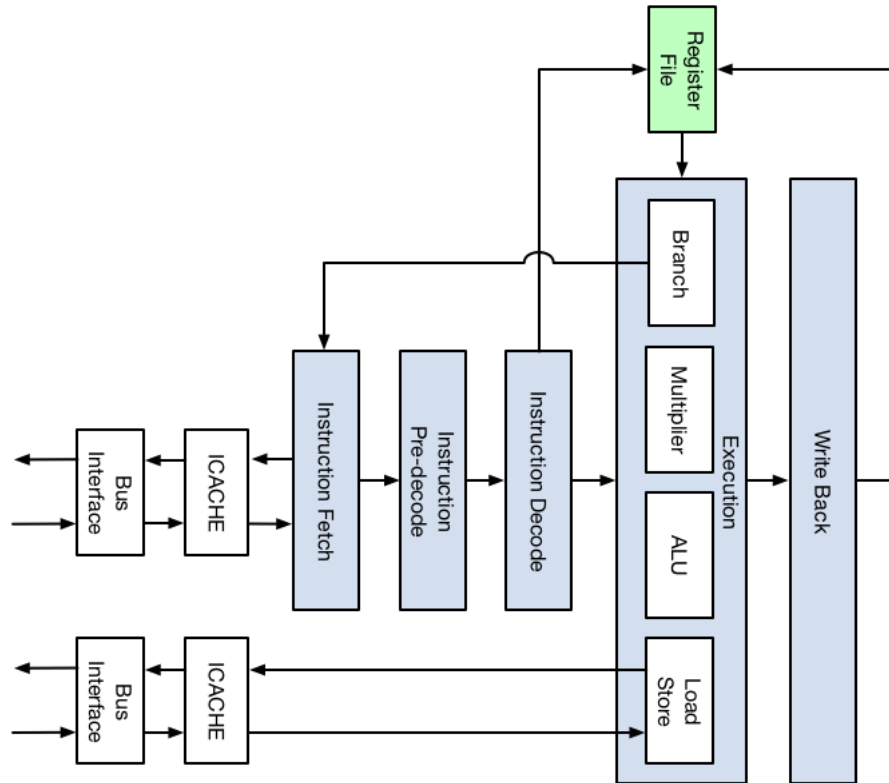 Register
File
Branch
Multiplier
ALU
Load
Store
Execution
Write Back
Instruction Fetch
Instruction
Pre-decode
Instruction Decode
ICACHE
Bus
Interface
ICACHE
Bus
Interface